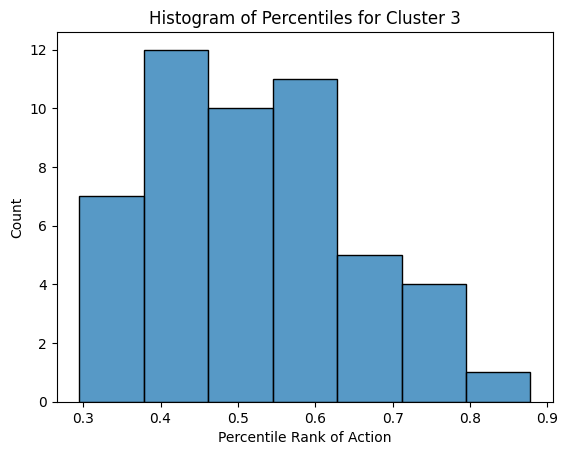 Histogram of Percentiles for Cluster 3
12
10
8
6
4
2
0
Count
0.3 0.4 0.5 0.6 0.7 0.8 0.9
Percentile Rank of Action